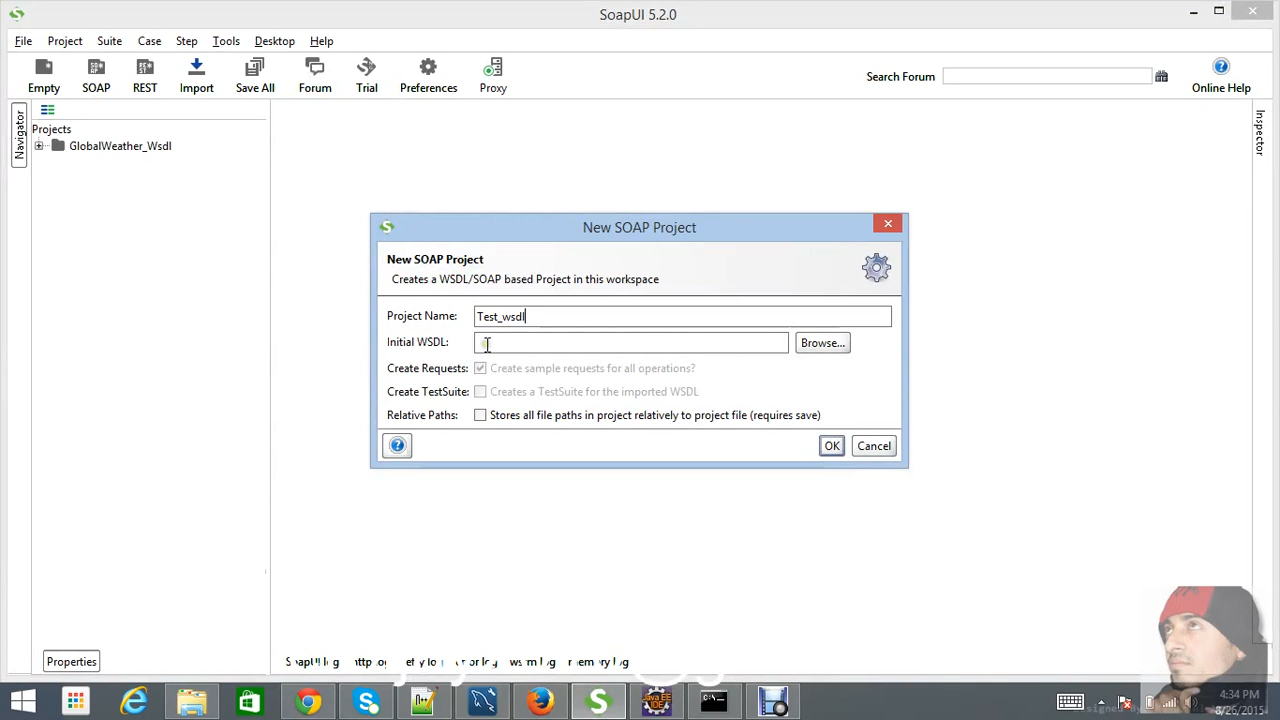 SoapUI 5.2.0
File Project Suite Case Step Tools Desktop Help
Empty SOAP REST Import Save All Forum Trial Preferences Proxy Search Forum Online Help
Navigator
Projects
GlobalWeather_Wsdl
Inspector
New SOAP Project
New SOAP Project
Creates a WSDL/SOAP based Project in this workspace
Project Name: Test_wsdl
Initial WSDL: Browse...
Create Requests: Create sample requests for all operations?
Create TestSuite: Creates a TestSuite for the imported WSDL
Relative Paths: Stores all file paths in project relatively to project file (requires save)
OK Cancel
Properties
4:34 PM
8/26/2015